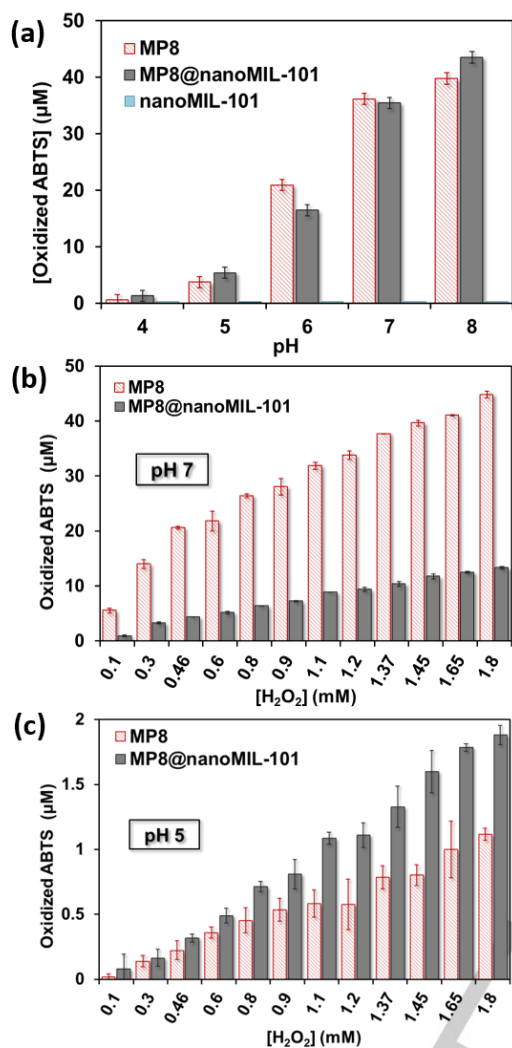 (a)
MP8
MP8@nanoMIL-101
nanoMIL-101
[Oxidized ABTS] (µM)
50
40
30
20
10
0
4 5 6 7 8
pH
(b)
MP8
MP8@nanoMIL-101
pH 7
Oxidized ABTS (µM)
50
40
30
20
10
0
0.1 0.3 0.46 0.6 0.8 0.9 1.1 1.2 1.37 1.45 1.65 1.8
[H₂O₂] (mM)
(c)
MP8
MP8@nanoMIL-101
pH 5
Oxidized ABTS (µM)
2
1.5
1
0.5
0
0.1 0.3 0.46 0.6 0.8 0.9 1.1 1.2 1.37 1.45 1.65 1.8
[H₂O₂] (mM)